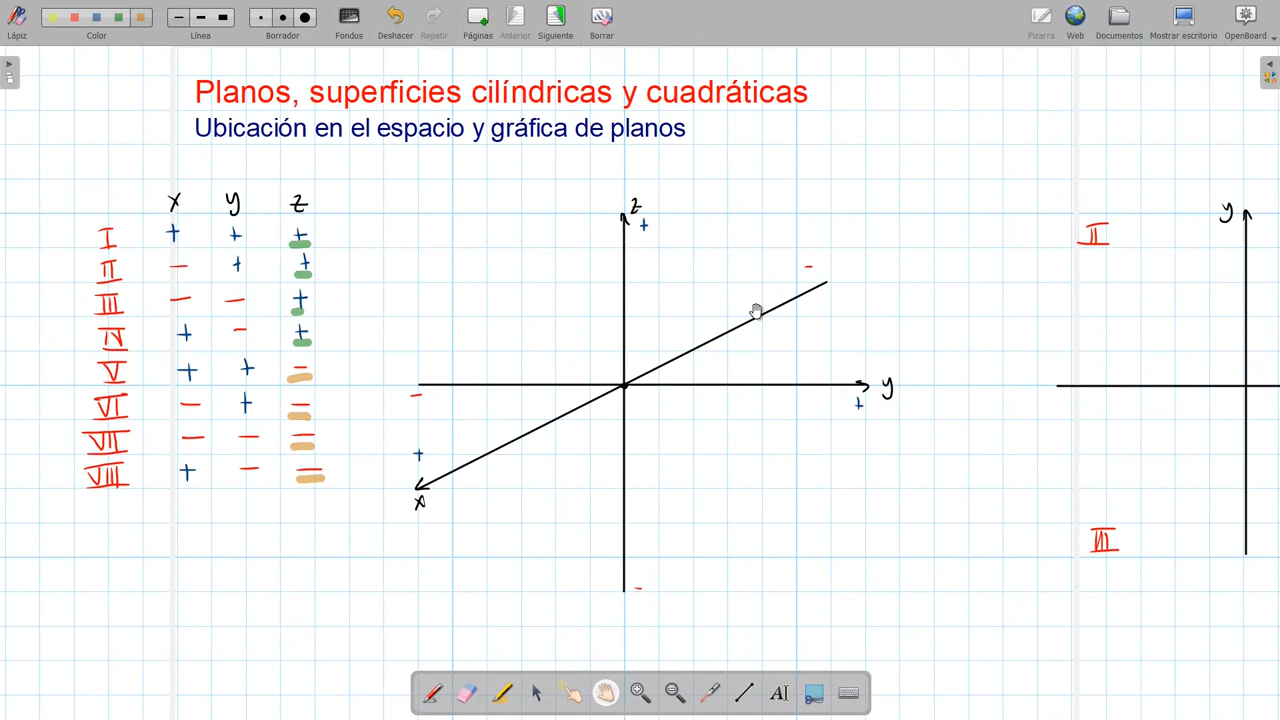 Lápiz Color Línea Borrador Fondos Deshacer Repetir Páginas Anterior Siguiente Borrar Pizarra Web Documentos Mostrar escritorio OpenBoard
Planos, superficies cilíndricas y cuadráticas
Ubicación en el espacio y gráfica de planos
x y z
I + + +
II - + +
III - - +
IV + - +
V + + -
VI - + -
VII - - -
VIII + - -
z
+
-
y
+
-
+
x
-
y
II
III
AI